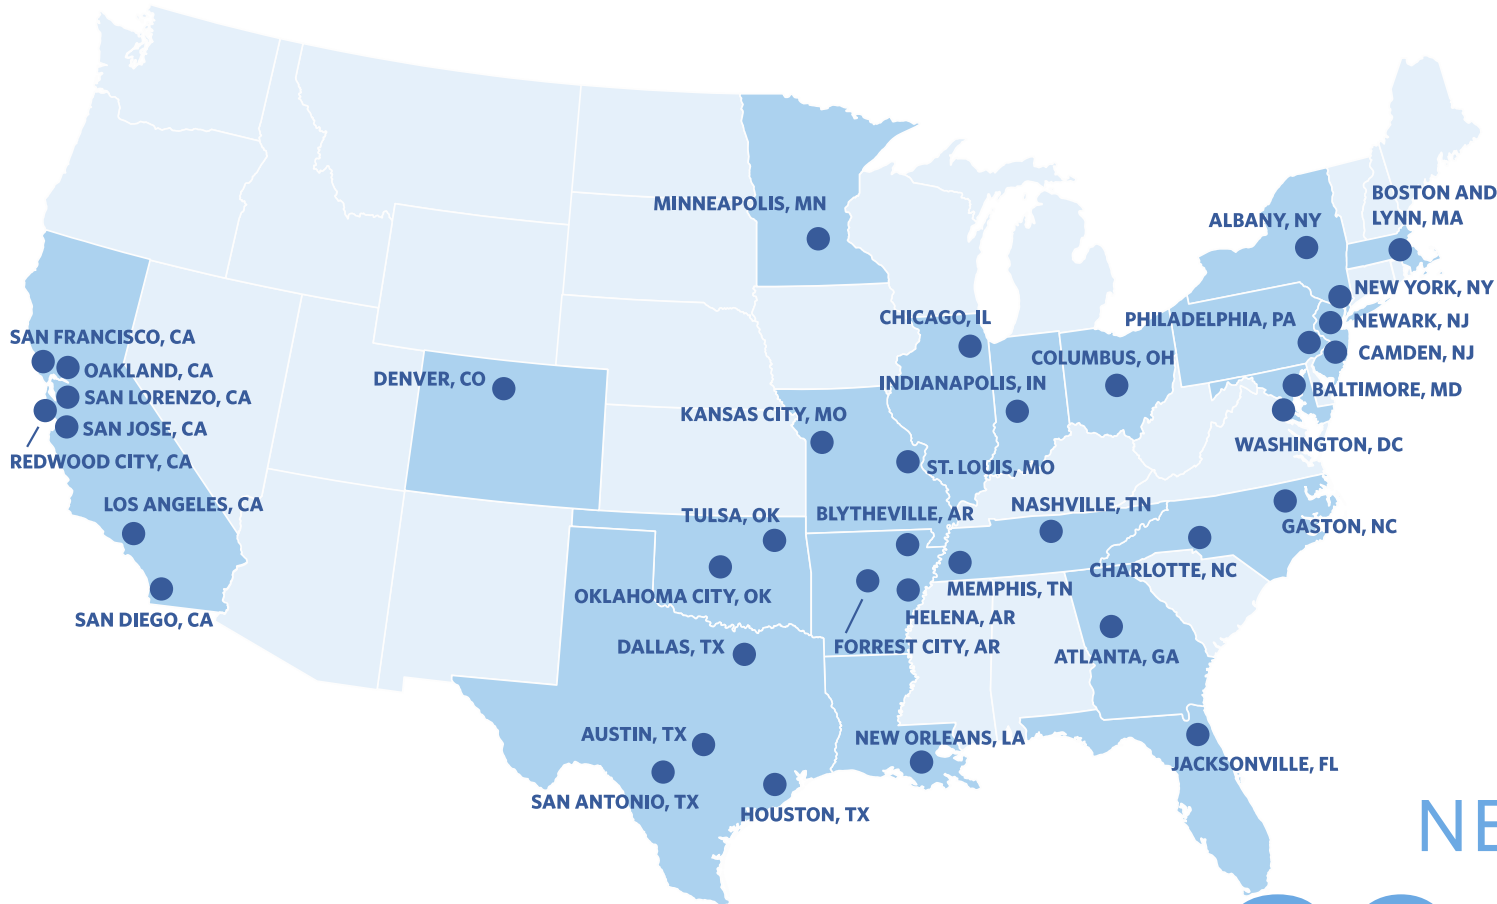 MINNEAPOLIS, MN
BOSTON AND
LYNN, MA
ALBANY, NY
NEW YORK, NY
CHICAGO, IL
PHILADELPHIA, PA
NEWARK, NJ
SAN FRANCISCO, CA
COLUMBUS, OH
CAMDEN, NJ
OAKLAND, CA
DENVER, CO
INDIANAPOLIS, IN
BALTIMORE, MD
SAN LORENZO, CA
KANSAS CITY, MO
SAN JOSE, CA
WASHINGTON, DC
REDWOOD CITY, CA
ST. LOUIS, MO
LOS ANGELES, CA
NASHVILLE, TN
TULSA, OK
BLYTHEVILLE, AR
GASTON, NC
CHARLOTTE, NC
OKLAHOMA CITY, OK
MEMPHIS, TN
SAN DIEGO, CA
HELENA, AR
DALLAS, TX
FORREST CITY, AR
ATLANTA, GA
AUSTIN, TX
NEW ORLEANS, LA
JACKSONVILLE, FL
SAN ANTONIO, TX
HOUSTON, TX